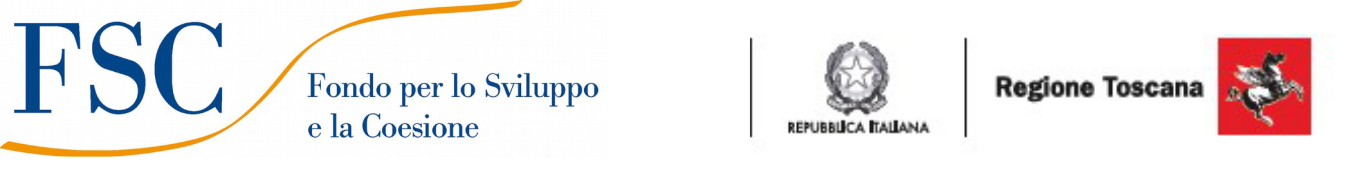 FSC
Fondo per lo Sviluppo
e la Coesione
REPUBBLICA ITALIANA
Regione Toscana